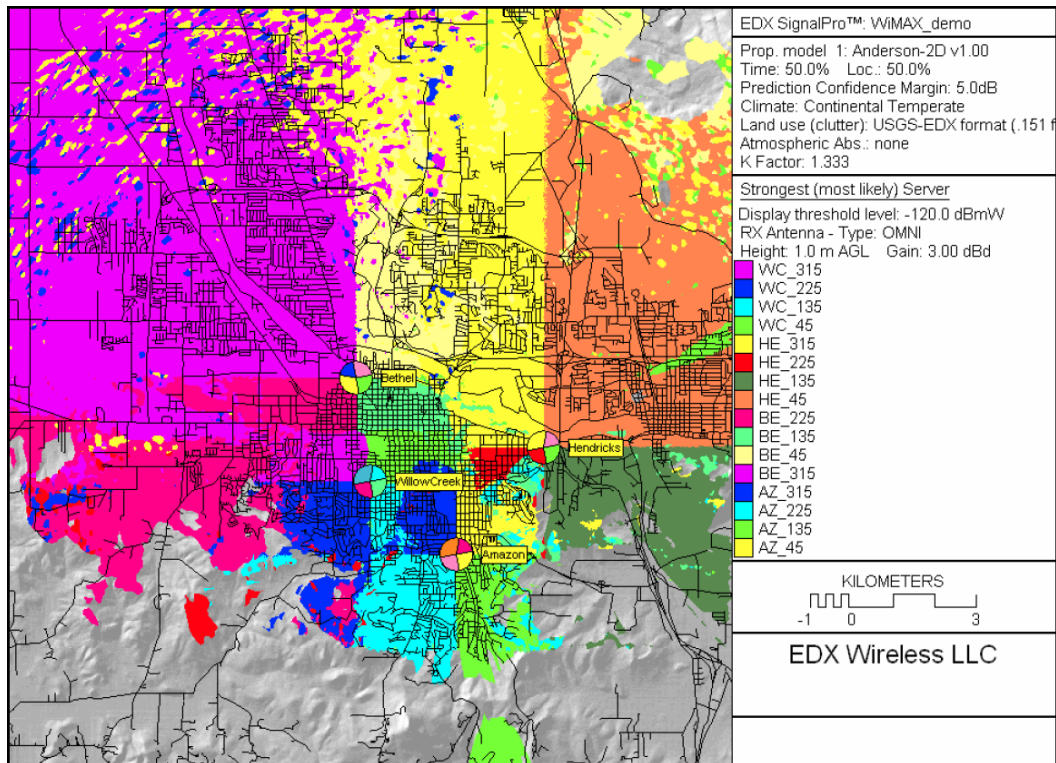 EDX SignalPro™: WiMAX_demo
Prop. model 1: Anderson-2D v1.00
Time: 50.0% Loc.: 50.0%
Prediction Confidence Margin: 5.0dB
Climate: Continental Temperate
Land use (clutter): USGS-EDX format (.151 f
Atmospheric Abs.: none
K Factor: 1.333
Strongest (most likely) Server
Display threshold level: -120.0 dBmW
RX Antenna - Type: OMNI
Height: 1.0 m AGL Gain: 3.00 dBd
WC_315
WC_225
WC_135
WC_45
HE_315
HE_225
HE_135
HE_45
BE_225
BE_135
BE_45
BE_315
AZ_315
AZ_225
AZ_135
AZ_45
KILOMETERS
-1 0 3
EDX Wireless LLC
Bethel
Hendricks
WillowCreek
Amazon